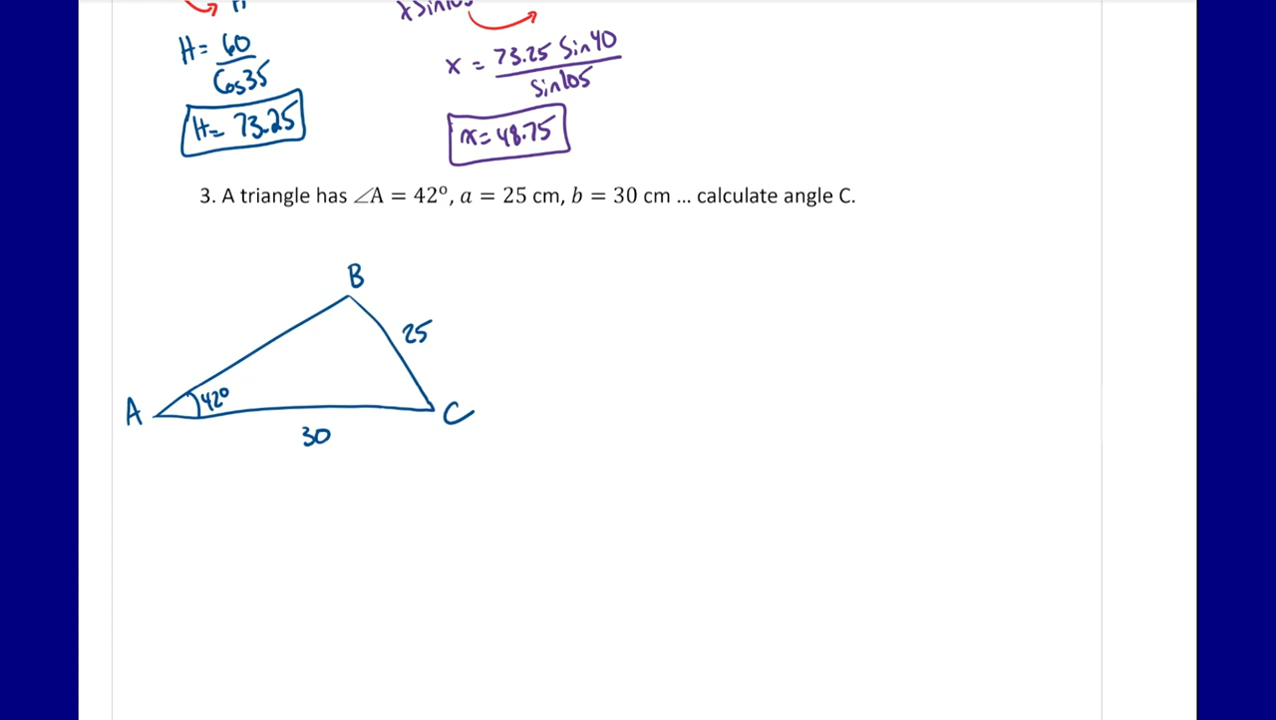 H = 60 / Cos35
H = 73.25
x = 73.25 Sin40 / Sin105
x = 48.75
3. A triangle has ∠A = 42°, a = 25 cm, b = 30 cm … calculate angle C.
B
25
42°
A
C
30